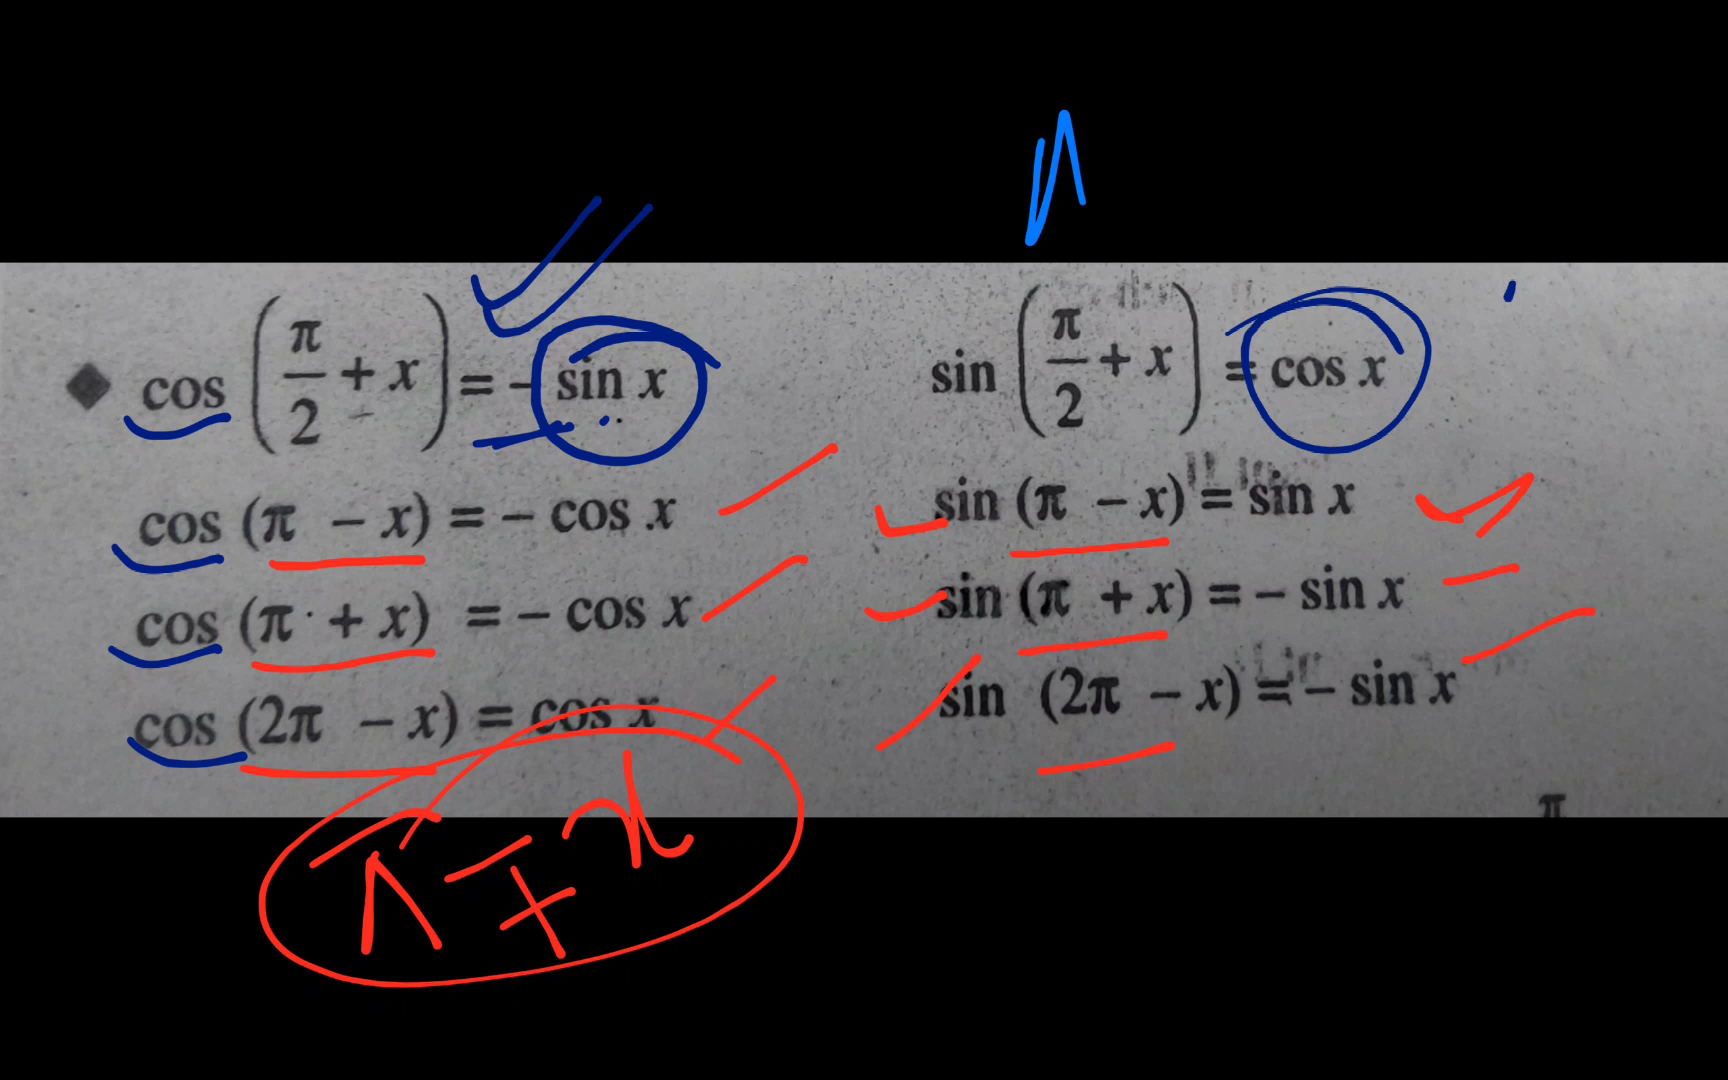 ◆ cos (π/2 + x) = – sin x    sin (π/2 + x) = cos x
cos (π – x) = – cos x    sin (π – x) = sin x
cos (π + x) = – cos x    sin (π + x) = – sin x
cos (2π – x) = cos x    sin (2π – x) = – sin x
π
π ∓ x